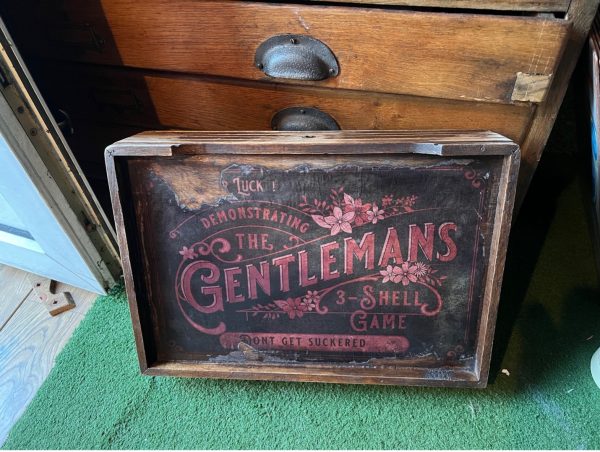 LUCK !
DEMONSTRATING
THE
GENTLEMANS
3-SHELL
GAME
DONT GET SUCKERED